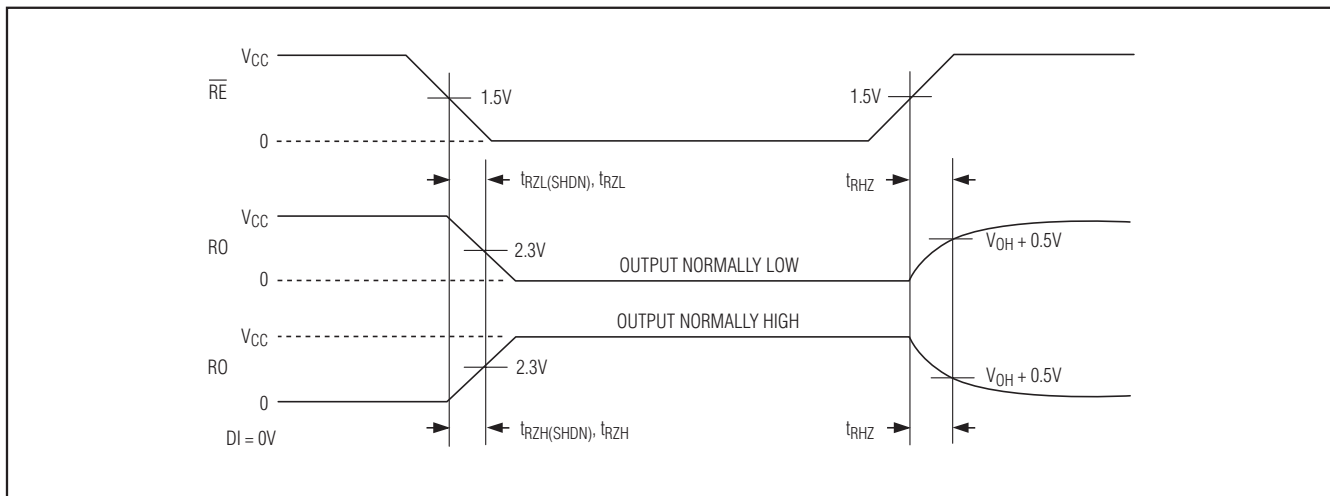 VCC
RE
1.5V
1.5V
0
tRZL(SHDN), tRZL
tRHZ
VCC
RO
2.3V
VOH + 0.5V
OUTPUT NORMALLY LOW
0
OUTPUT NORMALLY HIGH
VCC
RO
2.3V
VOH + 0.5V
0
tRZH(SHDN), tRZH
tRHZ
DI = 0V